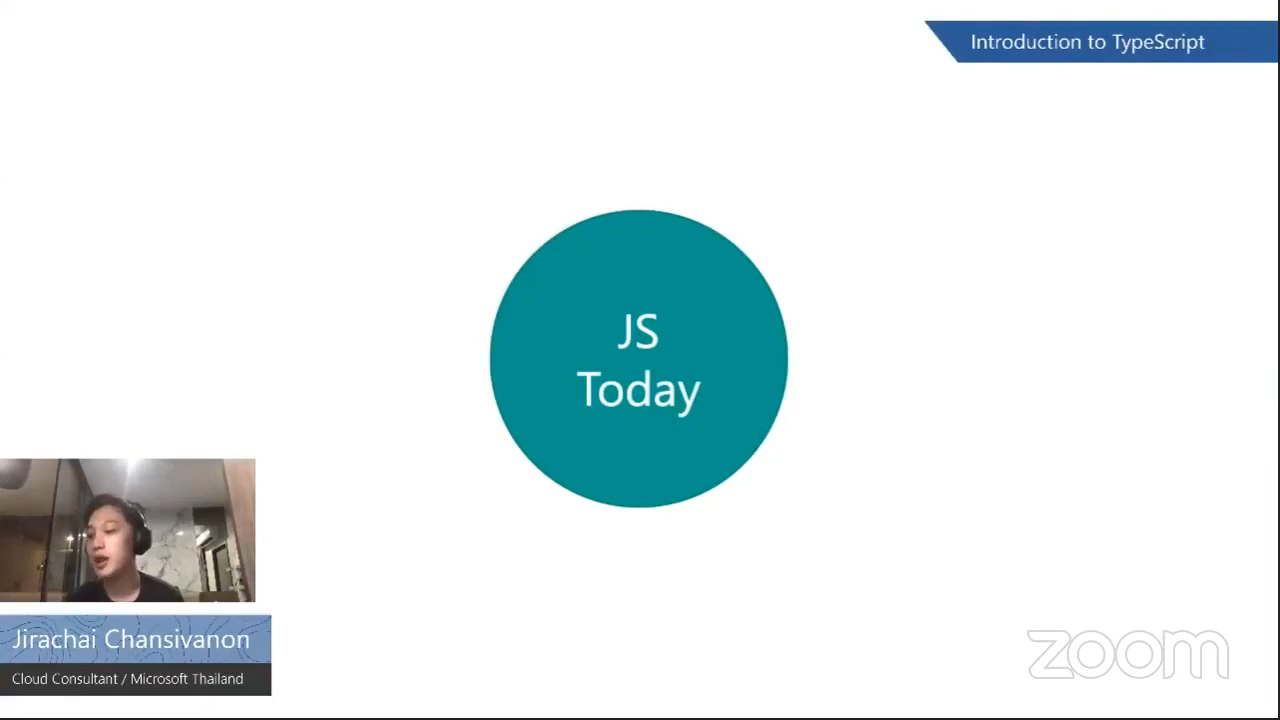 Introduction to TypeScript
JS
Today
Jirachai Chansivanon
Cloud Consultant / Microsoft Thailand
zoom